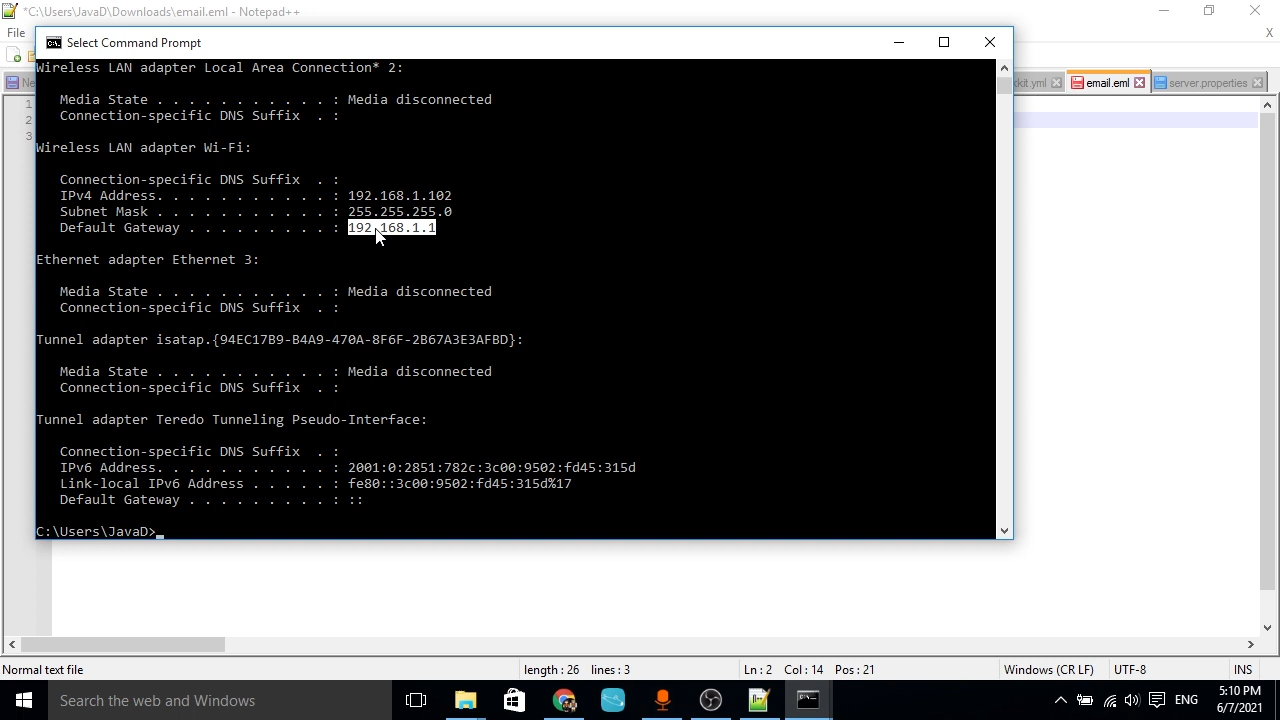 *C:\Users\JavaD\Downloads\email.eml - Notepad++
File
X
Select Command Prompt
Ne
kit.yml
email.eml
server.properties
1
2
3
Wireless LAN adapter Local Area Connection* 2:
Media State . . . . . . . . . . . : Media disconnected
Connection-specific DNS Suffix  . :
Wireless LAN adapter Wi-Fi:
Connection-specific DNS Suffix  . :
IPv4 Address. . . . . . . . . . . : 192.168.1.102
Subnet Mask . . . . . . . . . . . : 255.255.255.0
Default Gateway . . . . . . . . . : 192.168.1.1
Ethernet adapter Ethernet 3:
Media State . . . . . . . . . . . : Media disconnected
Connection-specific DNS Suffix  . :
Tunnel adapter isatap.{94EC17B9-B4A9-470A-8F6F-2B67A3E3AFBD}:
Media State . . . . . . . . . . . : Media disconnected
Connection-specific DNS Suffix  . :
Tunnel adapter Teredo Tunneling Pseudo-Interface:
Connection-specific DNS Suffix  . :
IPv6 Address. . . . . . . . . . . : 2001:0:2851:782c:3c00:9502:fd45:315d
Link-local IPv6 Address . . . . . : fe80::3c00:9502:fd45:315d%17
Default Gateway . . . . . . . . . : ::
C:\Users\JavaD>
Normal text file
length : 26 lines : 3
Ln : 2 Col : 14 Pos : 21
Windows (CR LF)
UTF-8
INS
Search the web and Windows
ENG
5:10 PM
6/7/2021